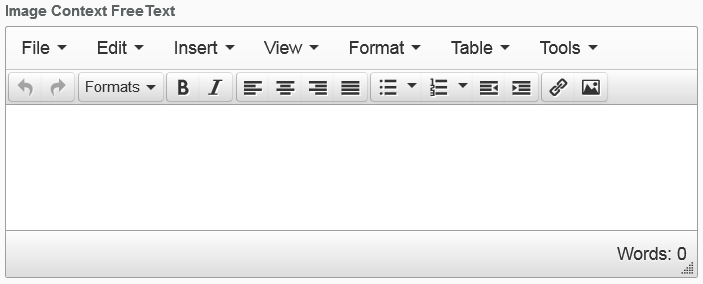 Image Context FreeText
File Edit Insert View Format Table Tools
Formats B I
Words: 0